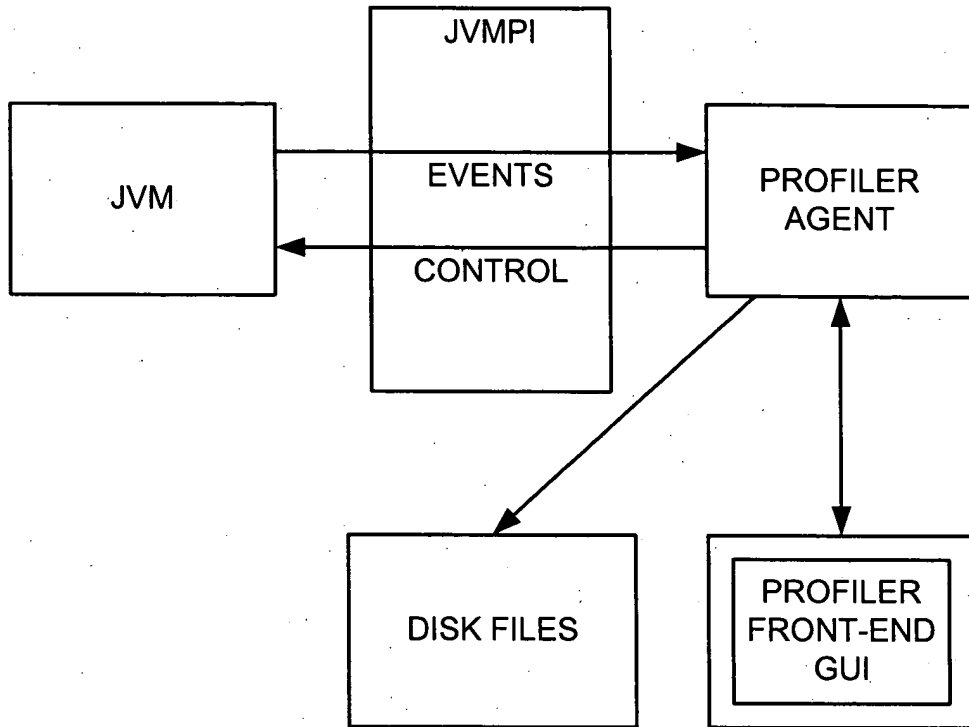 JVMPI
JVM
EVENTS
CONTROL
PROFILER
AGENT
DISK FILES
PROFILER
FRONT-END
GUI